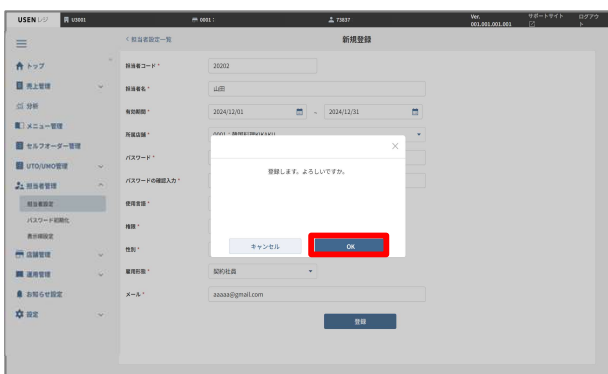 USEN レジ U3001 0001： 73837 Ver. 001.001.001.001 サポートサイト ログアウト
< 担当者設定一覧 新規登録
トップ
売上管理
分析
メニュー管理
セルフオーダー管理
UTO/UMO管理
担当者管理
担当者設定
パスワード初期化
表示順設定
店舗管理
運用管理
お知らせ設定
設定
担当者コード * 20202
担当者名 * 山田
有効期間 * 2024/12/01 ~ 2024/12/31
所属店舗 *
パスワード *
パスワードの確認入力 *
使用言語 *
権限 *
性別 *
雇用形態 * 契約社員
メール * aaaaa@gmail.com
登録
登録します。よろしいですか。
キャンセル OK